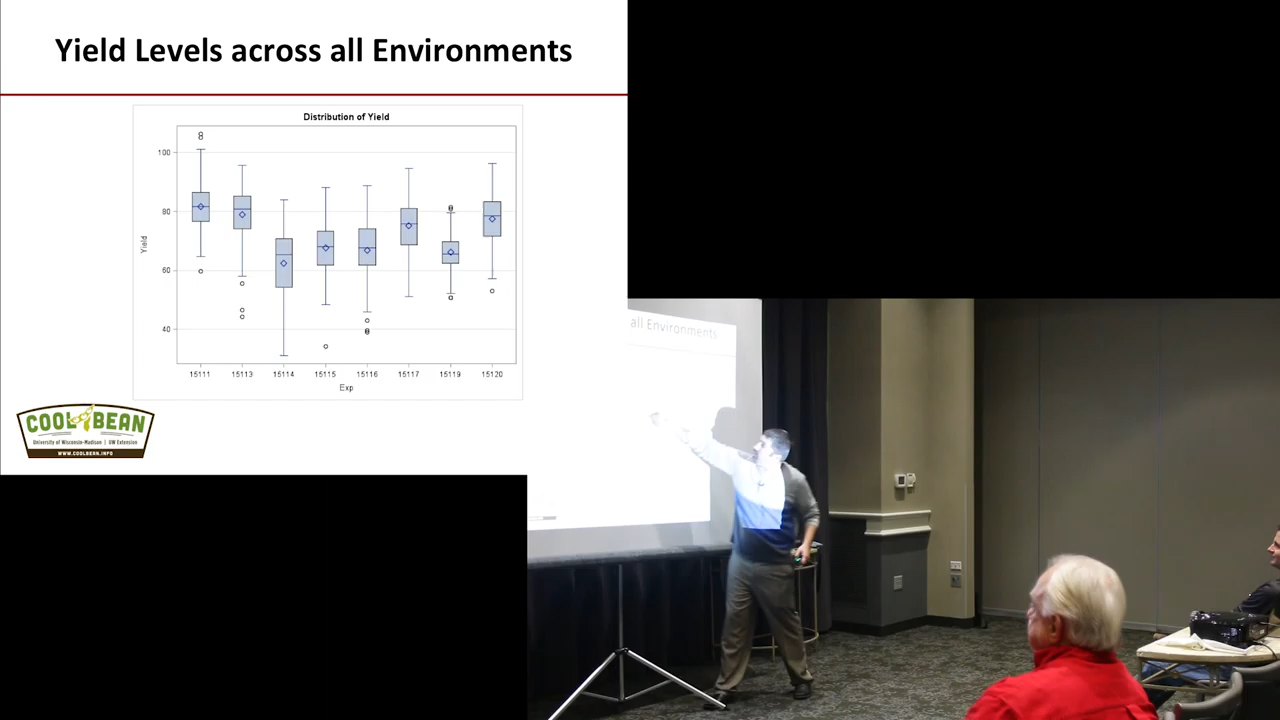 Yield Levels across all Environments
Distribution of Yield
100
80
60
40
Yield
15111 15113 15114 15115 15116 15117 15119 15120
Exp
COOL BEAN
University of Wisconsin-Madison | UW Extension
WWW.COOLBEAN.INFO
all Environments